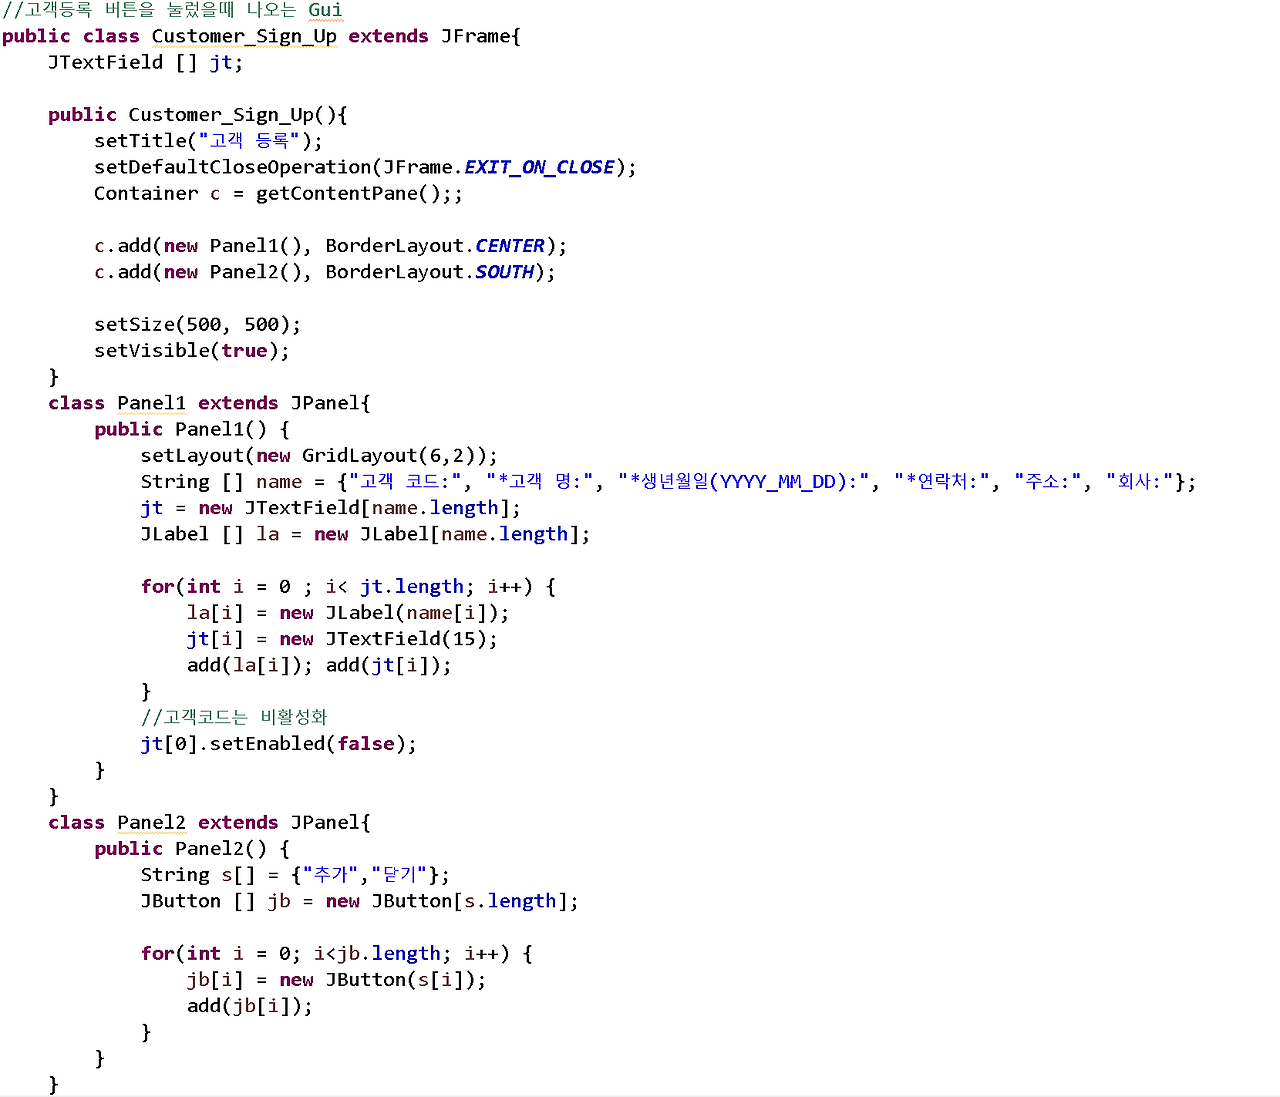 //고객등록 버튼을 눌렀을때 나오는 Gui
public class Customer_Sign_Up extends JFrame{
JTextField [] jt;
public Customer_Sign_Up(){
setTitle("고객 등록");
setDefaultCloseOperation(JFrame.EXIT_ON_CLOSE);
Container c = getContentPane();;
c.add(new Panel1(), BorderLayout.CENTER);
c.add(new Panel2(), BorderLayout.SOUTH);
setSize(500, 500);
setVisible(true);
}
class Panel1 extends JPanel{
public Panel1() {
setLayout(new GridLayout(6,2));
String [] name = {"고객 코드:", "*고객 명:", "*생년월일(YYYY_MM_DD):", "*연락처:", "주소:", "회사:"};
jt = new JTextField[name.length];
JLabel [] la = new JLabel[name.length];
for(int i = 0 ; i< jt.length; i++) {
la[i] = new JLabel(name[i]);
jt[i] = new JTextField(15);
add(la[i]); add(jt[i]);
}
//고객코드는 비활성화
jt[0].setEnabled(false);
}
}
class Panel2 extends JPanel{
public Panel2() {
String s[] = {"추가","닫기"};
JButton [] jb = new JButton[s.length];
for(int i = 0; i<jb.length; i++) {
jb[i] = new JButton(s[i]);
add(jb[i]);
}
}
}